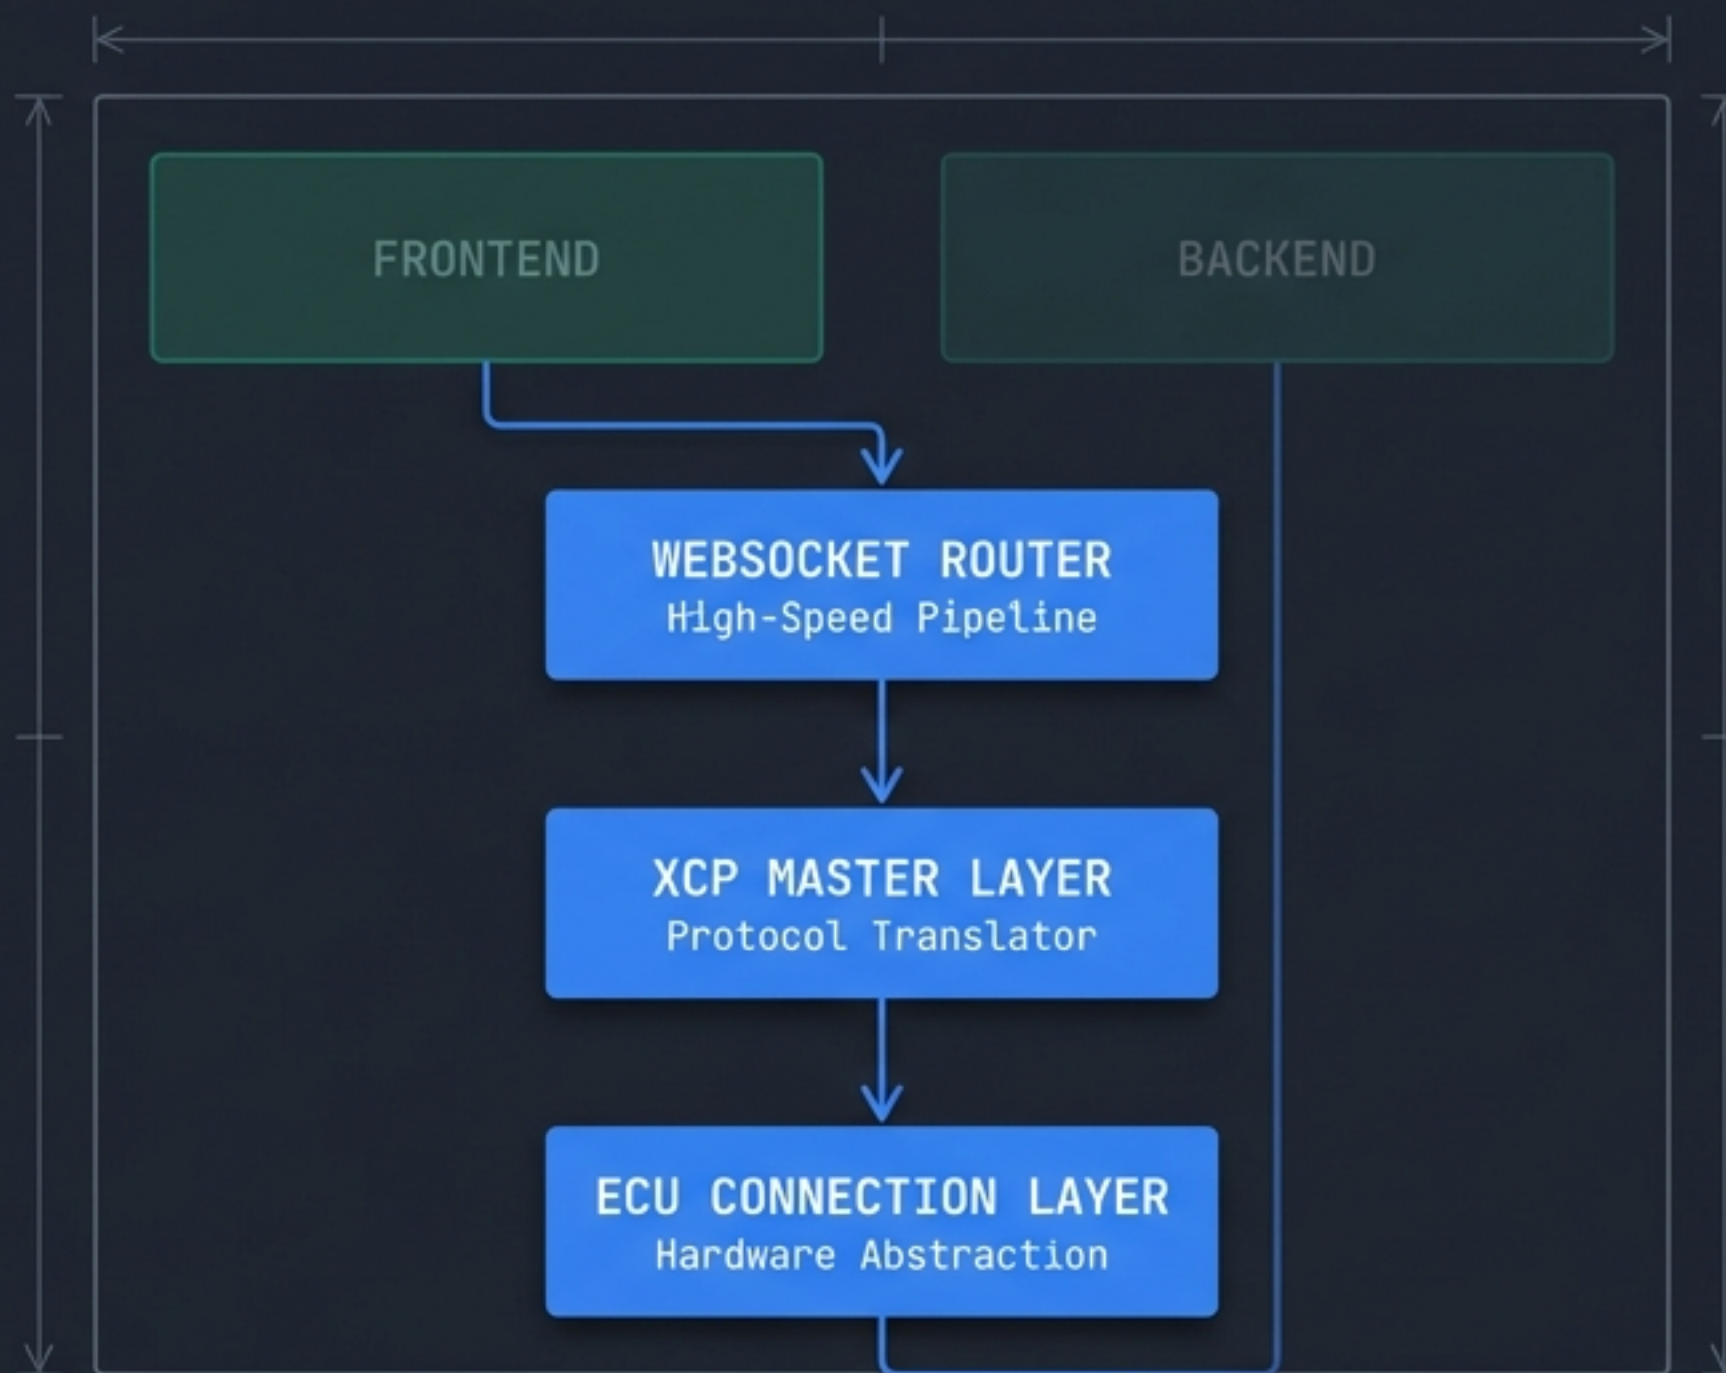 FRONTEND
BACKEND
WEBSOCKET ROUTER
High-Speed Pipeline
XCP MASTER LAYER
Protocol Translator
ECU CONNECTION LAYER
Hardware Abstraction